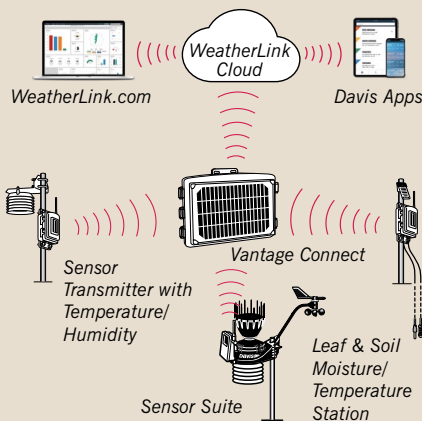 WeatherLink
Cloud
WeatherLink.com
Davis Apps
Vantage Connect
Sensor
Transmitter with
Temperature/
Humidity
Leaf & Soil
Moisture/
Temperature
Station
Sensor Suite
DAVIS